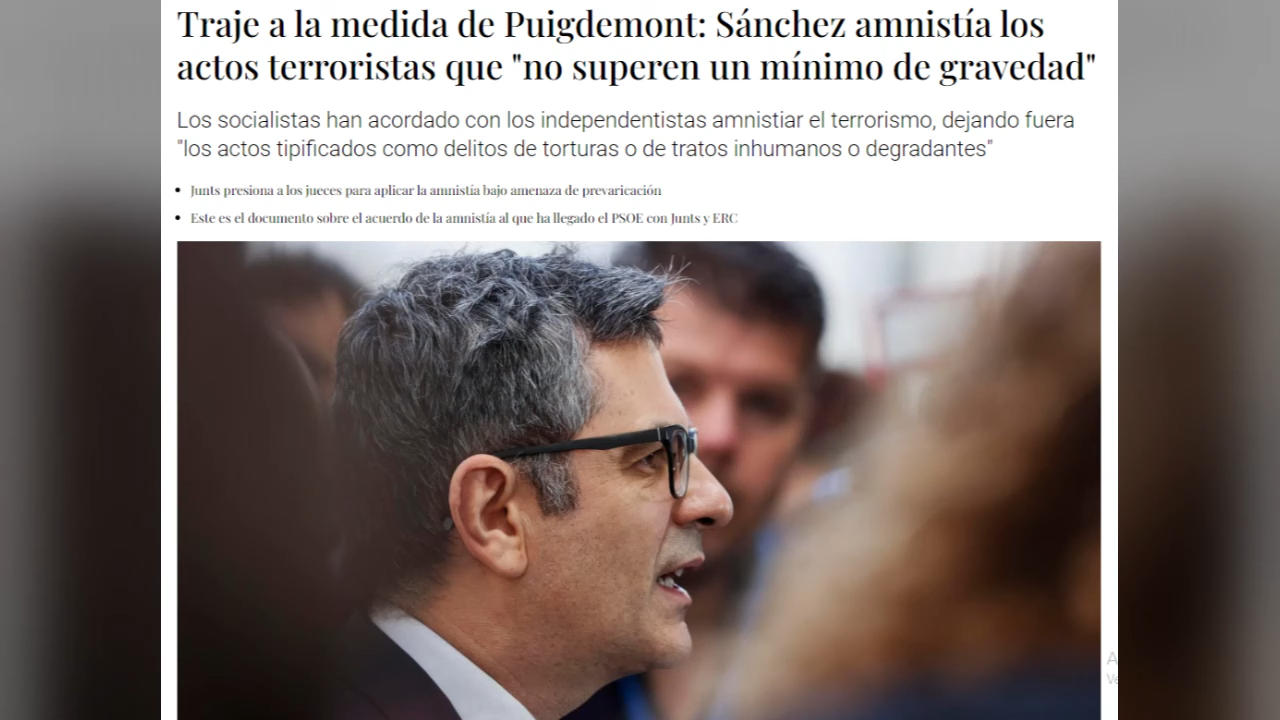 Traje a la medida de Puigdemont: Sánchez amnistía los
actos terroristas que "no superen un mínimo de gravedad"
Los socialistas han acordado con los independentistas amnistiar el terrorismo, dejando fuera
"los actos tipificados como delitos de torturas o de tratos inhumanos o degradantes"
Junts presiona a los jueces para aplicar la amnistía bajo amenaza de prevaricación
Este es el documento sobre el acuerdo de la amnistía al que ha llegado el PSOE con Junts y ERC